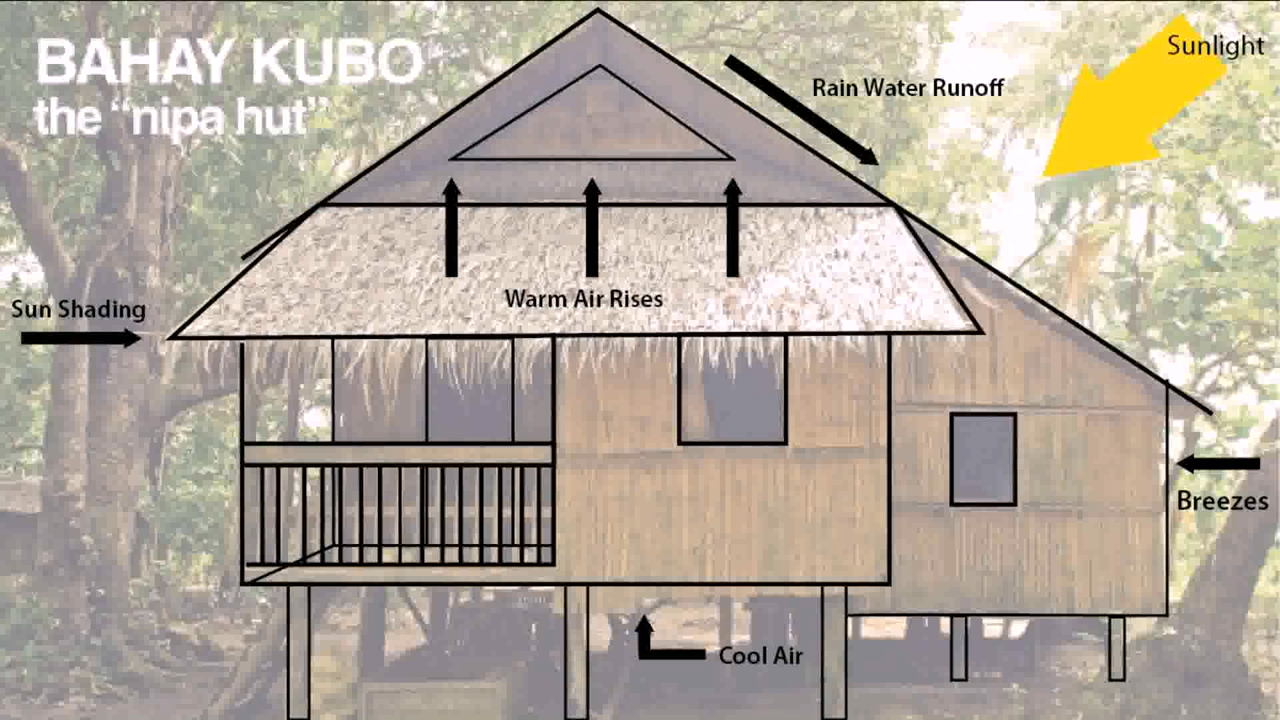 BAHAY KUBO
the “nipa hut”
Sunlight
Rain Water Runoff
Warm Air Rises
Sun Shading
Breezes
Cool Air